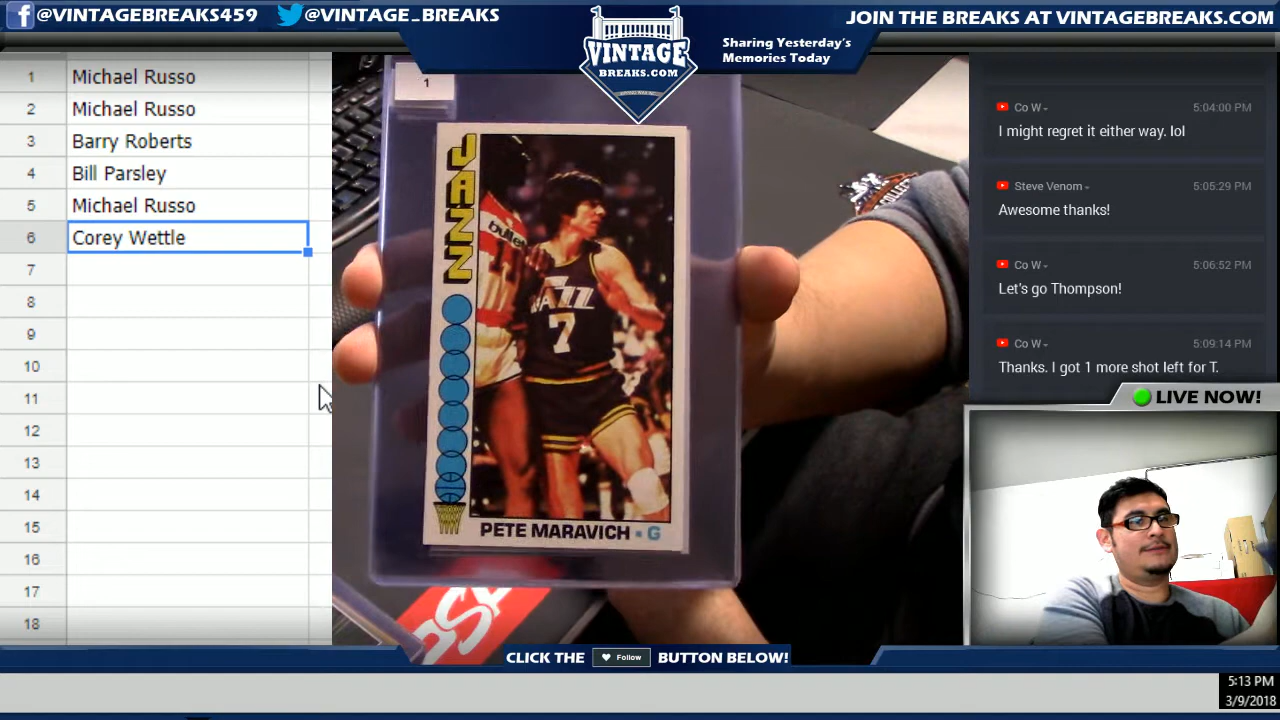 @VINTAGEBREAKS459
@VINTAGE_BREAKS
VINTAGE
BREAKS.COM
Sharing Yesterday's
Memories Today
JOIN THE BREAKS AT VINTAGEBREAKS.COM
1 Michael Russo
2 Michael Russo
3 Barry Roberts
4 Bill Parsley
5 Michael Russo
6 Corey Wettle
7
8
9
10
11
12
13
14
15
16
17
18
1
JAZZ
bullets
JAZZ
7
PETE MARAVICH • G
PSA
Co W 5:04:00 PM
I might regret it either way. lol
Steve Venom 5:05:29 PM
Awesome thanks!
Co W 5:06:52 PM
Let's go Thompson!
Co W 5:09:14 PM
Thanks. I got 1 more shot left for T.
LIVE NOW!
CLICK THE Follow BUTTON BELOW!
5:13 PM
3/9/2018